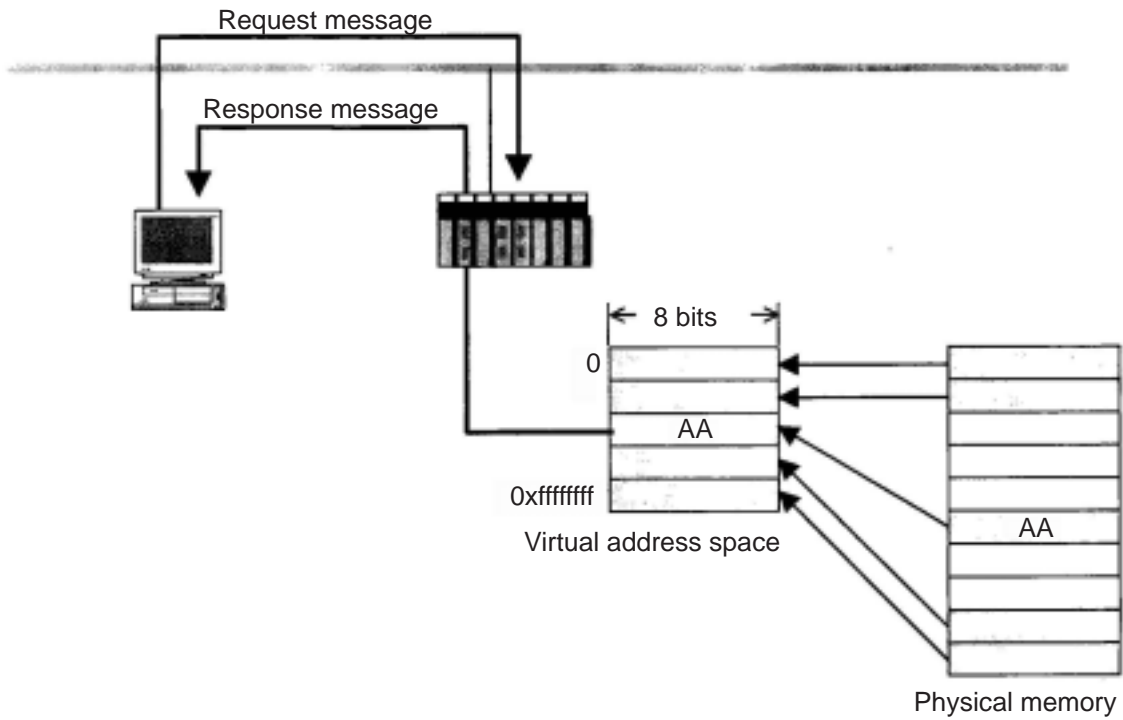 Request message
Response message
8 bits
0
AA
0xffffffff
Virtual address space
AA
Physical memory